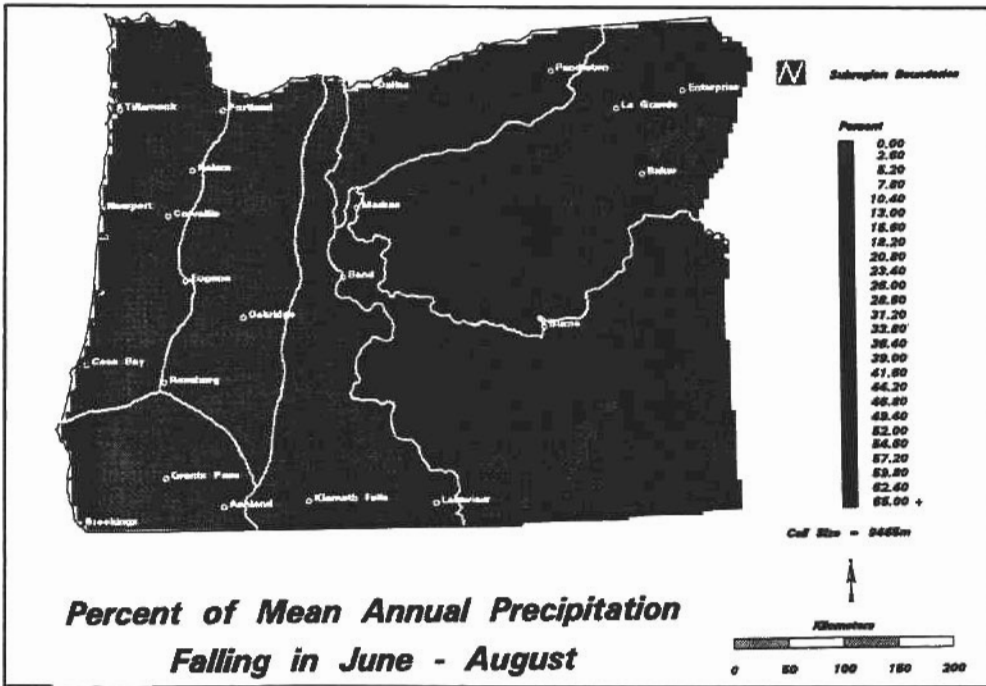 Pendleton
Enterprise
La Grande
Subregion Boundaries
Dalles
Tillamook
Portland
Percent
0.00
2.60
5.20
7.80
10.40
13.00
15.60
18.20
20.80
23.40
26.00
28.60
31.20
33.80
36.40
39.00
41.60
44.20
46.80
49.40
52.00
54.60
57.20
59.80
62.40
65.00 +
Salem
Baker
Newport
Corvallis
Madras
Eugene
Bend
Oakridge
Burns
Coos Bay
Roseburg
Grants Pass
Ashland
Klamath Falls
Lakeview
Brookings
Cell Size = 9465m
Percent of Mean Annual Precipitation
Falling in June - August
Kilometers
0 50 100 150 200